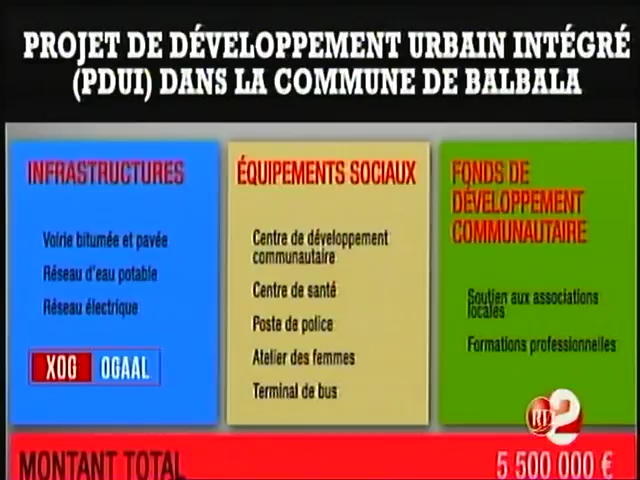 PROJET DE DÉVELOPPEMENT URBAIN INTÉGRÉ
(PDUI) DANS LA COMMUNE DE BALBALA
INFRASTRUCTURES
Voirie bitumée et pavée
Réseau d'eau potable
Réseau électrique
XOG OGAAL
ÉQUIPEMENTS SOCIAUX
Centre de développement
communautaire
Centre de santé
Poste de police
Atelier des femmes
Terminal de bus
FONDS DE
DÉVELOPPEMENT
COMMUNAUTAIRE
Soutien aux associations
locales
Formations professionnelles
RTD 2
MONTANT TOTAL 5 500 000 €